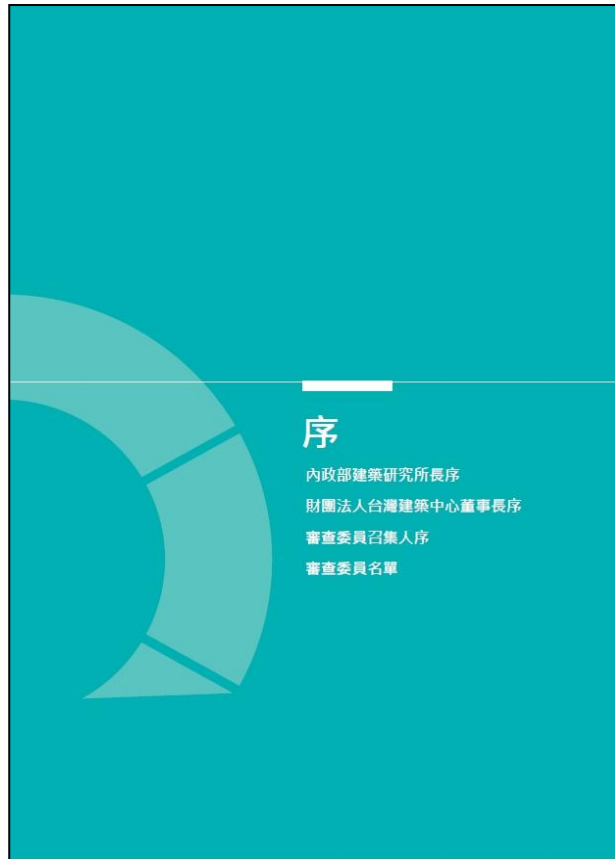 序
內政部建築研究所長序
財團法人台灣建築中心董事長序
審查委員召集人序
審查委員名單